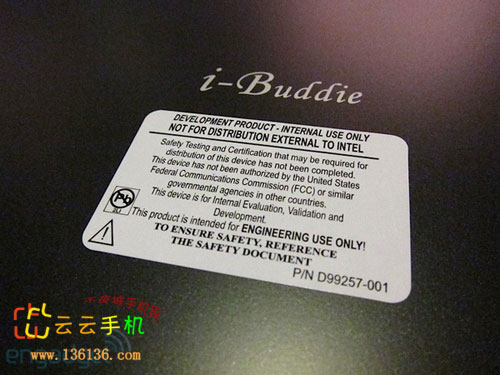 i-Buddie
DEVELOPMENT PRODUCT - INTERNAL USE ONLY
NOT FOR DISTRIBUTION EXTERNAL TO INTEL
Safety Testing and Certification that may be required for
distribution of this device has not been completed.
This device has not been authorized by the United States
Federal Communications Commission (FCC) or similar
governmental agencies in other countries.
This device is for Internal Evaluation, Validation and
Development.
Pb
This product is intended for ENGINEERING USE ONLY!
TO ENSURE SAFETY, REFERENCE
THE SAFETY DOCUMENT
P/N D99257-001
云云手机
www.136136.com
engadget